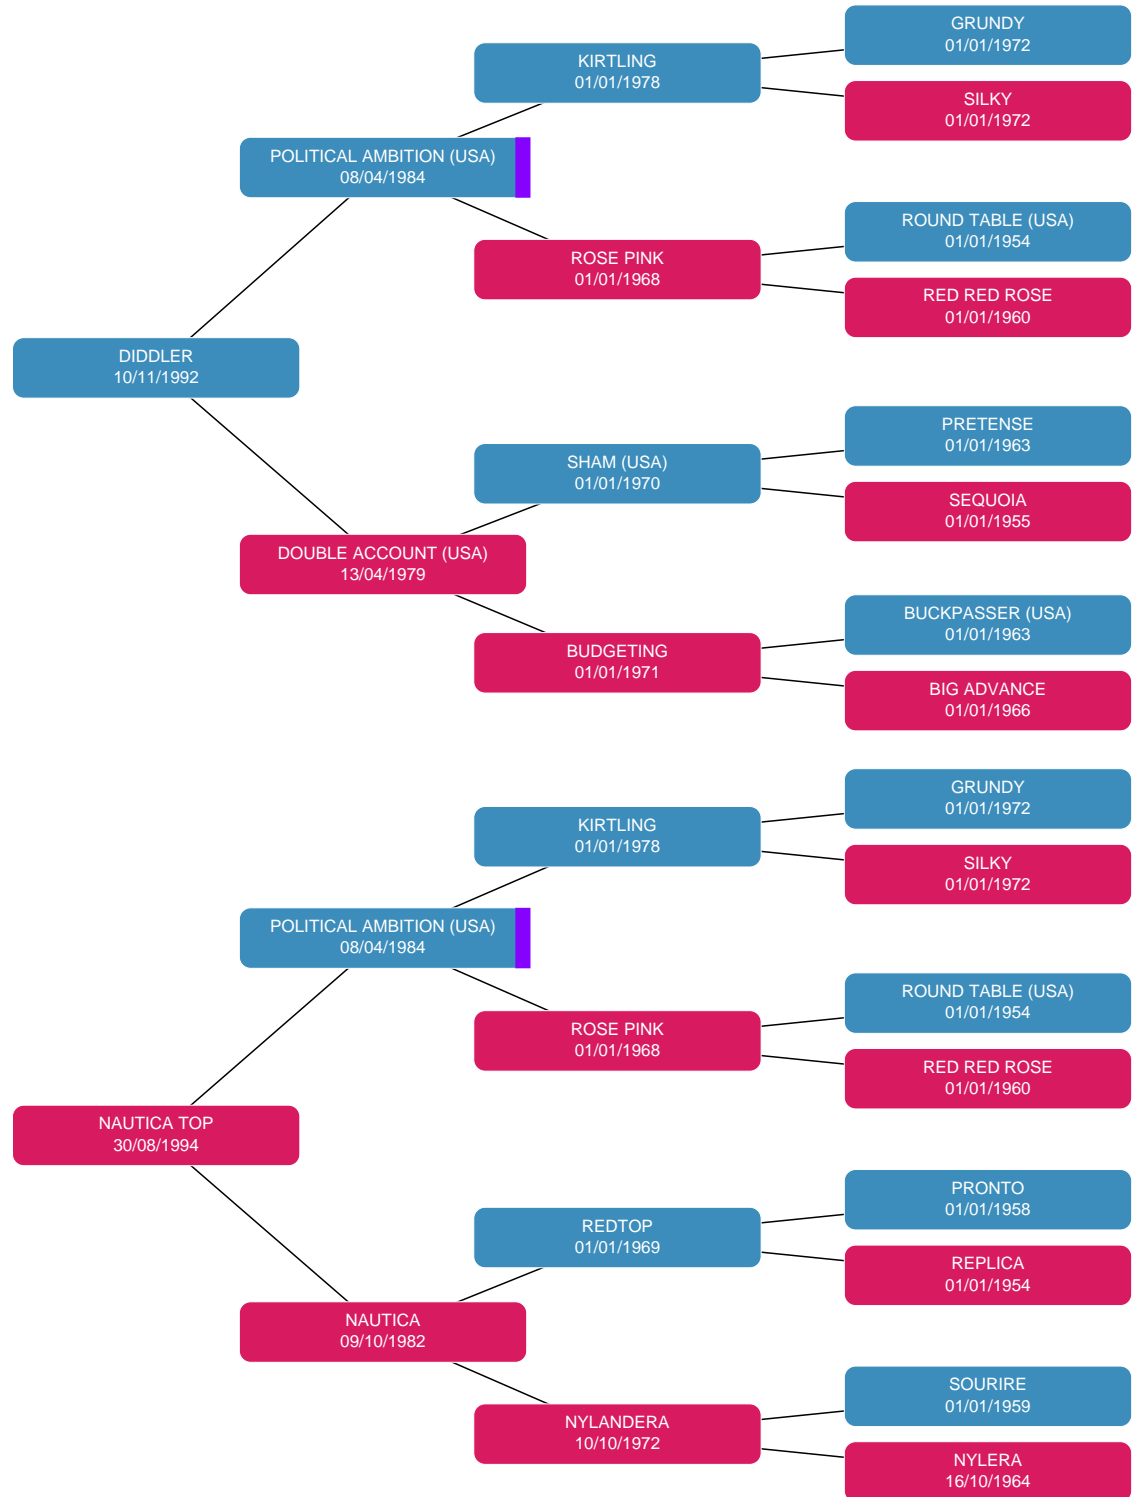 GRUNDY
01/01/1972
KIRTLING
01/01/1978
SILKY
01/01/1972
POLITICAL AMBITION (USA)
08/04/1984
ROUND TABLE (USA)
01/01/1954
ROSE PINK
01/01/1968
RED RED ROSE
01/01/1960
DIDDLER
10/11/1992
PRETENSE
01/01/1963
SHAM (USA)
01/01/1970
SEQUOIA
01/01/1955
DOUBLE ACCOUNT (USA)
13/04/1979
BUCKPASSER (USA)
01/01/1963
BUDGETING
01/01/1971
BIG ADVANCE
01/01/1966
GRUNDY
01/01/1972
KIRTLING
01/01/1978
SILKY
01/01/1972
POLITICAL AMBITION (USA)
08/04/1984
ROUND TABLE (USA)
01/01/1954
ROSE PINK
01/01/1968
RED RED ROSE
01/01/1960
NAUTICA TOP
30/08/1994
PRONTO
01/01/1958
REDTOP
01/01/1969
REPLICA
01/01/1954
NAUTICA
09/10/1982
SOURIRE
01/01/1959
NYLANDERA
10/10/1972
NYLERA
16/10/1964